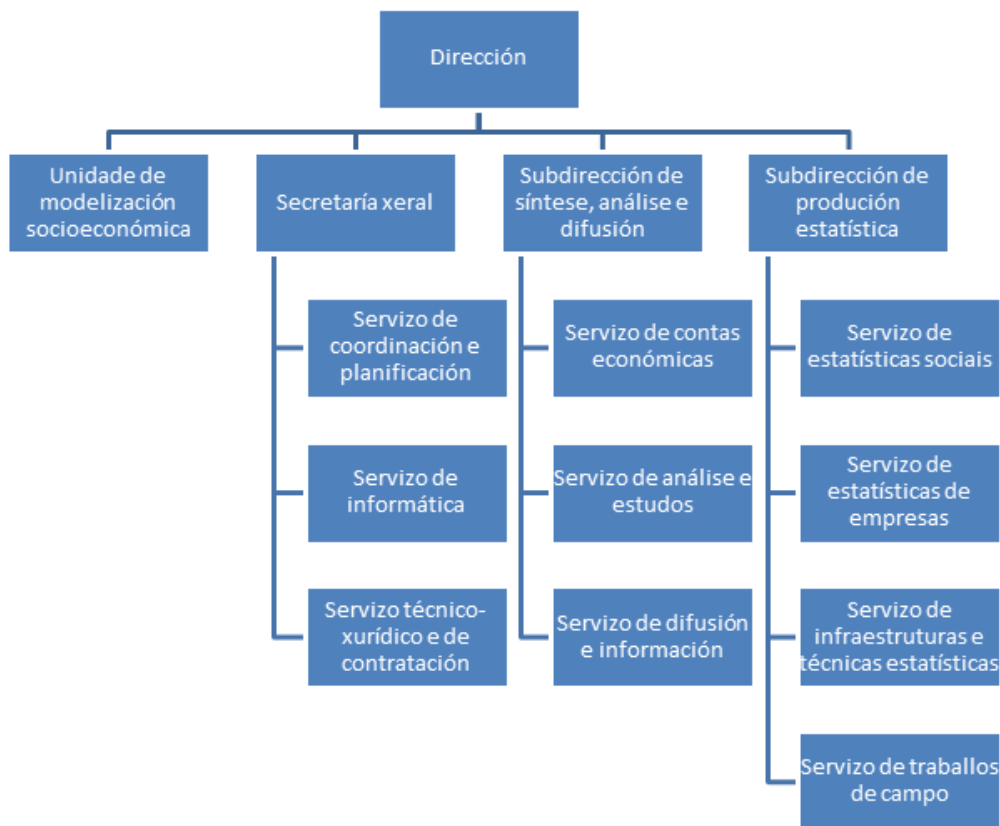 Dirección
Unidade de
modelización
socioeconómica
Secretaría xeral
Subdirección de
síntese, análise e
difusión
Subdirección de
produción
estatística
Servizo de
coordinación e
planificación
Servizo de
informática
Servizo técnico-
xurídico e de
contratación
Servizo de contas
económicas
Servizo de análise e
estudos
Servizo de difusión
e información
Servizo de
estatísticas sociais
Servizo de
estatísticas de
empresas
Servizo de
infraestruturas e
técnicas estatísticas
Servizo de traballos
de campo